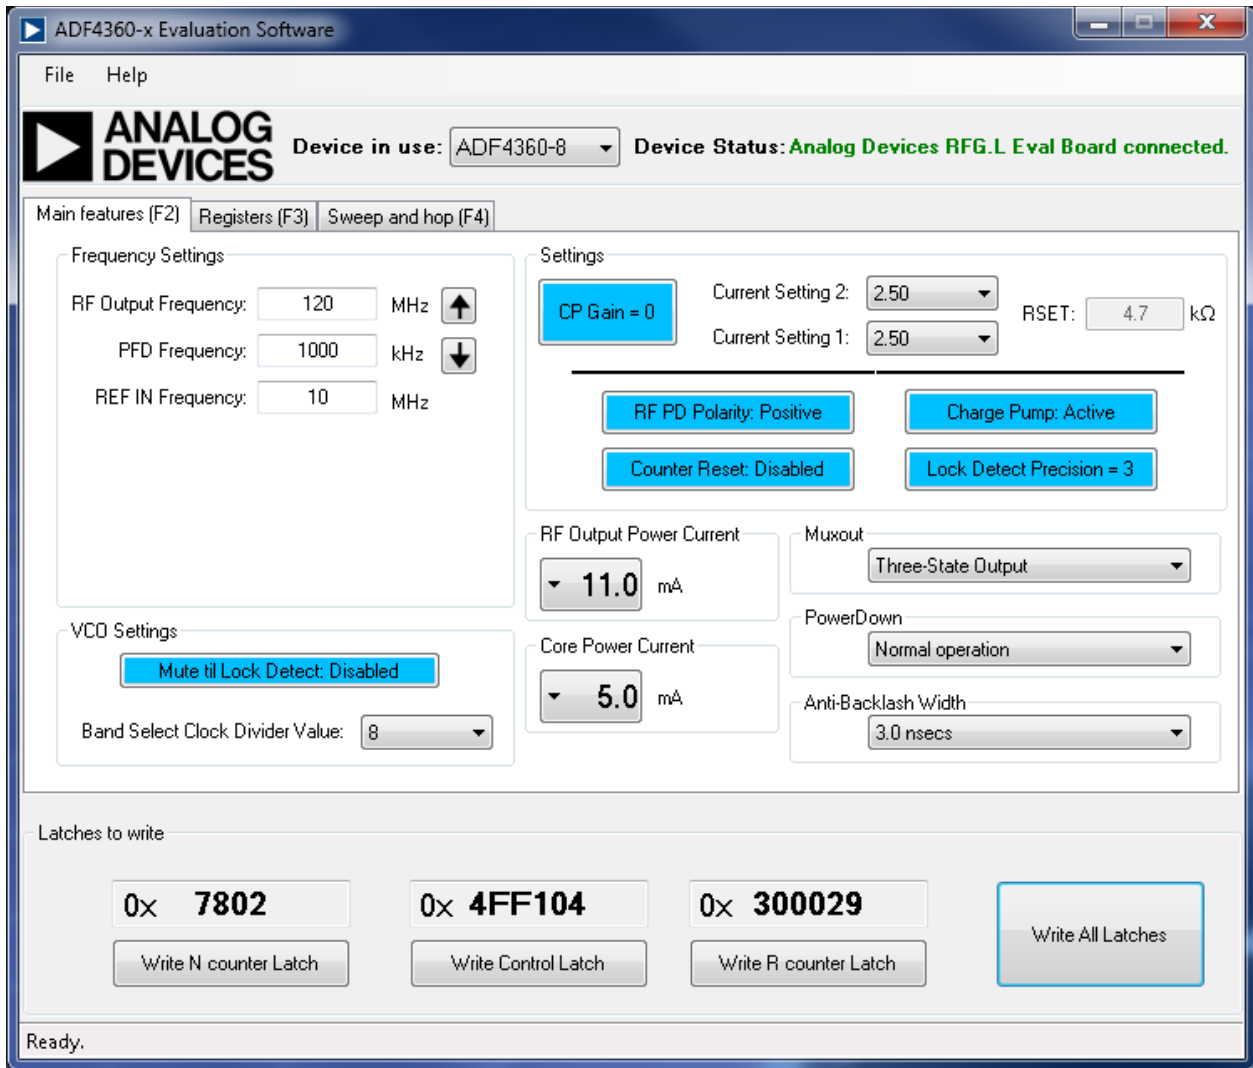 ADF4360-x Evaluation Software
File Help
ANALOG DEVICES
Device in use: ADF4360-8 Device Status: Analog Devices RFG.L Eval Board connected.
Main features (F2) Registers (F3) Sweep and hop (F4)
Frequency Settings
RF Output Frequency: 120 MHz
PFD Frequency: 1000 kHz
REF IN Frequency: 10 MHz
Settings
CP Gain = 0
Current Setting 2: 2.50
Current Setting 1: 2.50
RSET: 4.7 kΩ
RF PD Polarity: Positive Charge Pump: Active
Counter Reset: Disabled Lock Detect Precision = 3
RF Output Power Current
11.0 mA
Muxout
Three-State Output
VCO Settings
Mute til Lock Detect: Disabled
Band Select Clock Divider Value: 8
Core Power Current
5.0 mA
PowerDown
Normal operation
Anti-Backlash Width
3.0 nsecs
Latches to write
0x 7802 0x 4FF104 0x 300029
Write N counter Latch Write Control Latch Write R counter Latch Write All Latches
Ready.